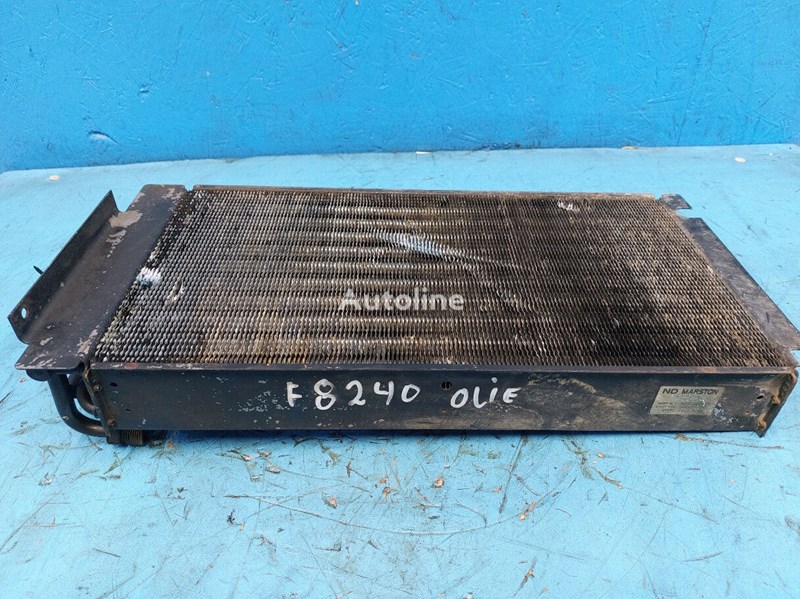 Autoline
F8240 OLIE
ND MARSTON